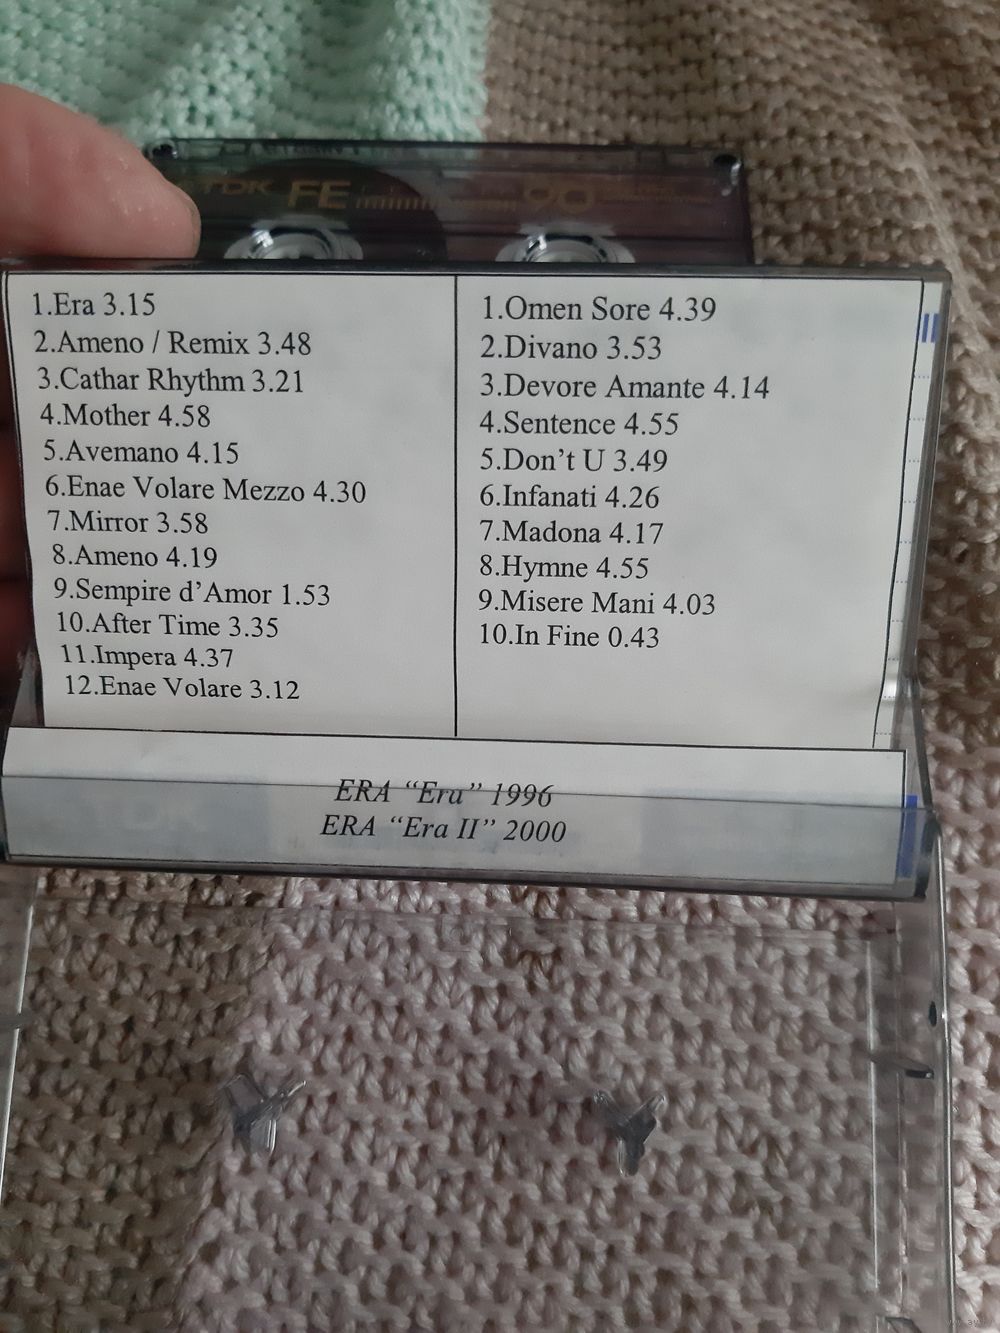 TDK FE 90
1.Era 3.15
2.Ameno / Remix 3.48
3.Cathar Rhythm 3.21
4.Mother 4.58
5.Avemano 4.15
6.Enae Volare Mezzo 4.30
7.Mirror 3.58
8.Ameno 4.19
9.Sempire d’Amor 1.53
10.After Time 3.35
11.Impera 4.37
12.Enae Volare 3.12
1.Omen Sore 4.39
2.Divano 3.53
3.Devore Amante 4.14
4.Sentence 4.55
5.Don’t U 3.49
6.Infanati 4.26
7.Madona 4.17
8.Hymne 4.55
9.Misere Mani 4.03
10.In Fine 0.43
ERA “Era” 1996
ERA “Era II” 2000